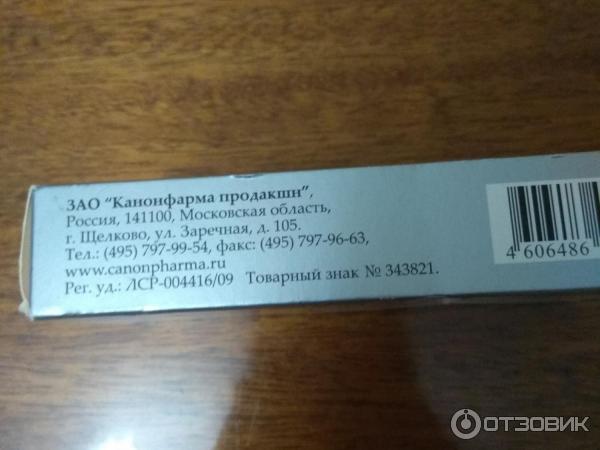 ЗАО "Канонфарма продакшн",
Россия, 141100, Московская область,
г. Щелково, ул. Заречная, д. 105.
Тел.: (495) 797-99-54, факс: (495) 797-96-63,
www.canonpharma.ru
Рег. уд.: ЛСР-004416/09 Товарный знак № 343821.
4 606486
ОТЗОВИК